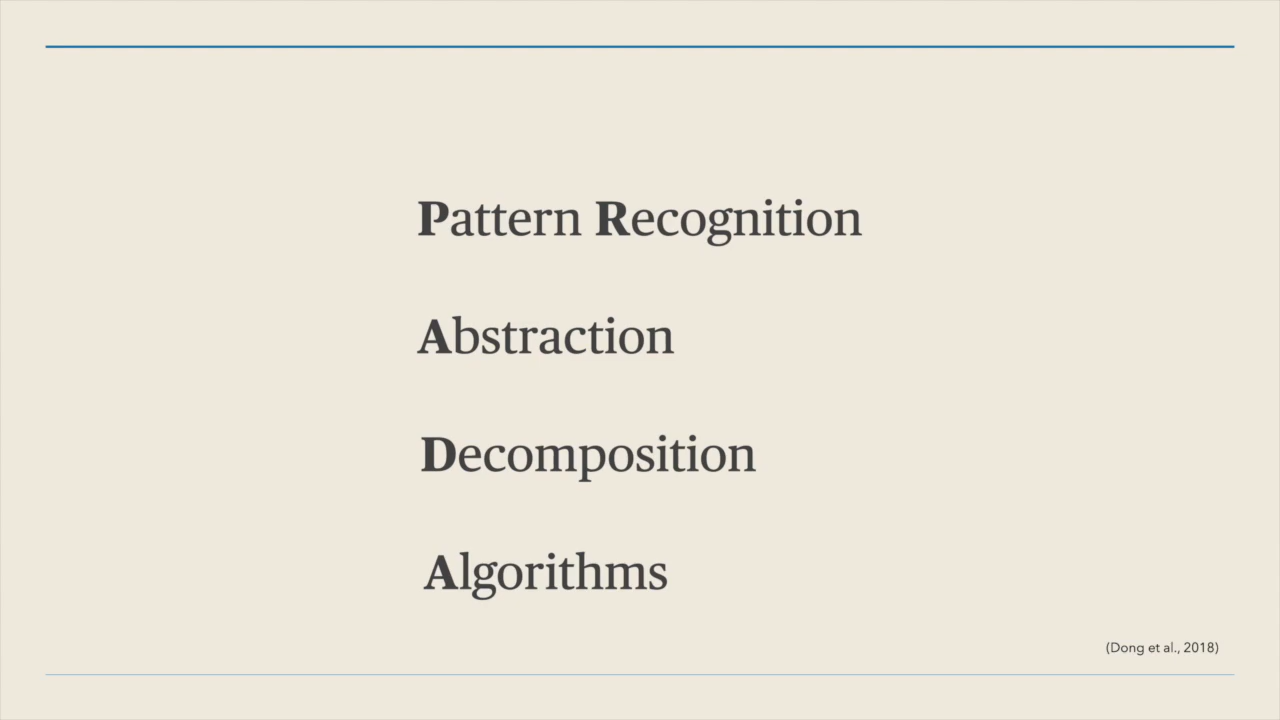 Pattern Recognition
Abstraction
Decomposition
Algorithms
(Dong et al., 2018)